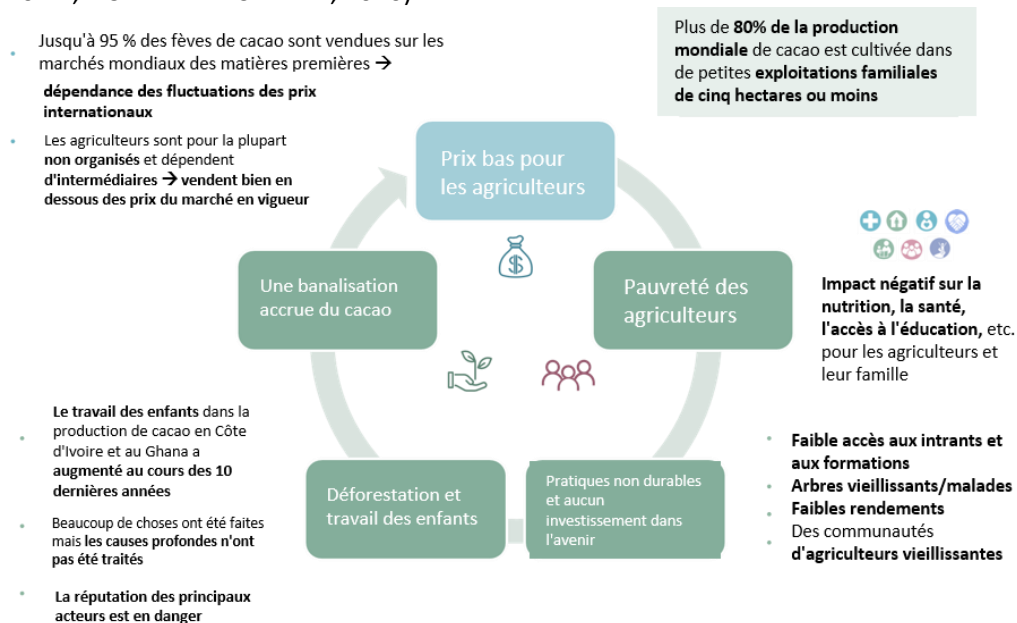 Jusqu'à 95 % des fèves de cacao sont vendues sur les
marchés mondiaux des matières premières →
dépendance des fluctuations des prix
internationaux
Les agriculteurs sont pour la plupart
non organisés et dépendent
d'intermédiaires → vendent bien en
dessous des prix du marché en vigueur
Plus de 80% de la production
mondiale de cacao est cultivée dans
de petites exploitations familiales
de cinq hectares ou moins
Prix bas pour
les agriculteurs
Une banalisation
accrue du cacao
$
Pauvreté des
agriculteurs
Impact négatif sur la
nutrition, la santé,
l'accès à l'éducation, etc.
pour les agriculteurs et
leur famille
Le travail des enfants dans la
production de cacao en Côte
d'Ivoire et au Ghana a
augmenté au cours des 10
dernières années
Beaucoup de choses ont été faites
mais les causes profondes n'ont
pas été traités
La réputation des principaux
acteurs est en danger
Déforestation et
travail des enfants
Pratiques non durables
et aucun
investissement dans
l'avenir
Faible accès aux intrants et
aux formations
Arbres vieillissants/malades
Faibles rendements
Des communautés
d'agriculteurs vieillissantes